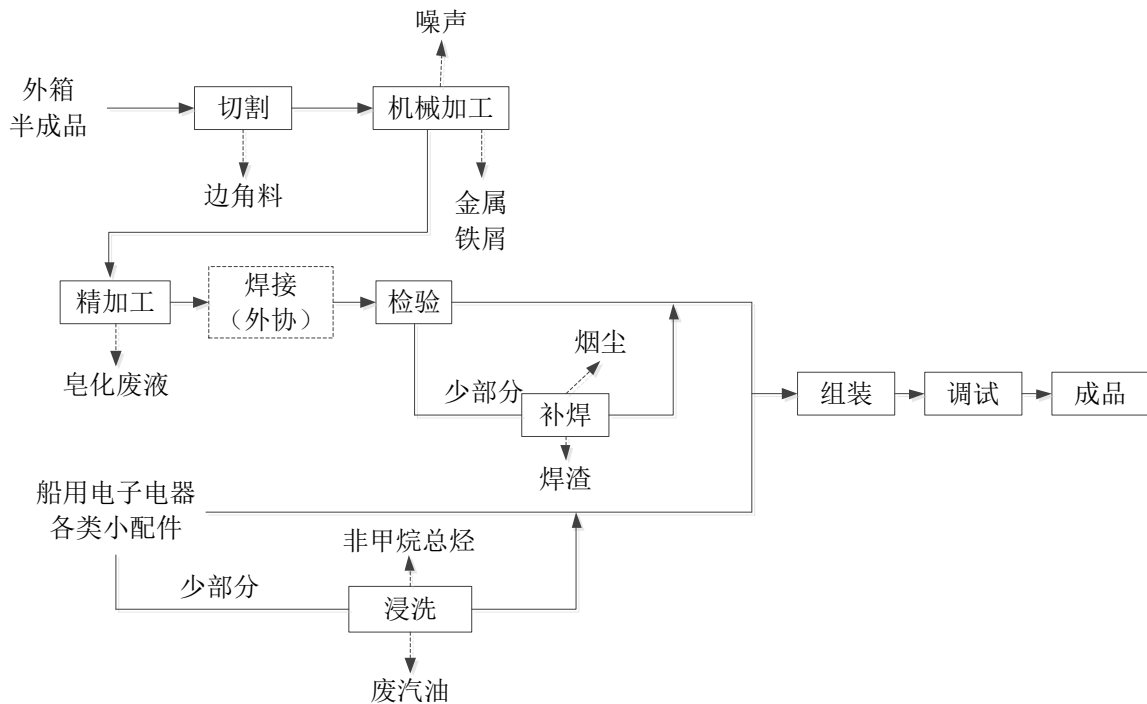 噪声
外箱
半成品
切割
机械加工
边角料
金属
铁屑
精加工
焊接
（外协）
检验
烟尘
皂化废液
少部分
补焊
组装
调试
成品
焊渣
船用电子电器
各类小配件
非甲烷总烃
少部分
浸洗
废汽油